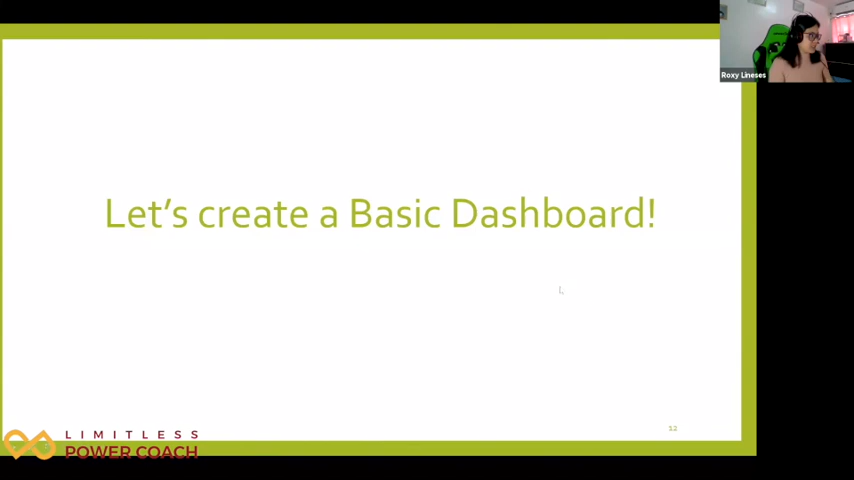 Roxy Lineses
Let's create a Basic Dashboard!
12
LIMITLESS
POWER COACH